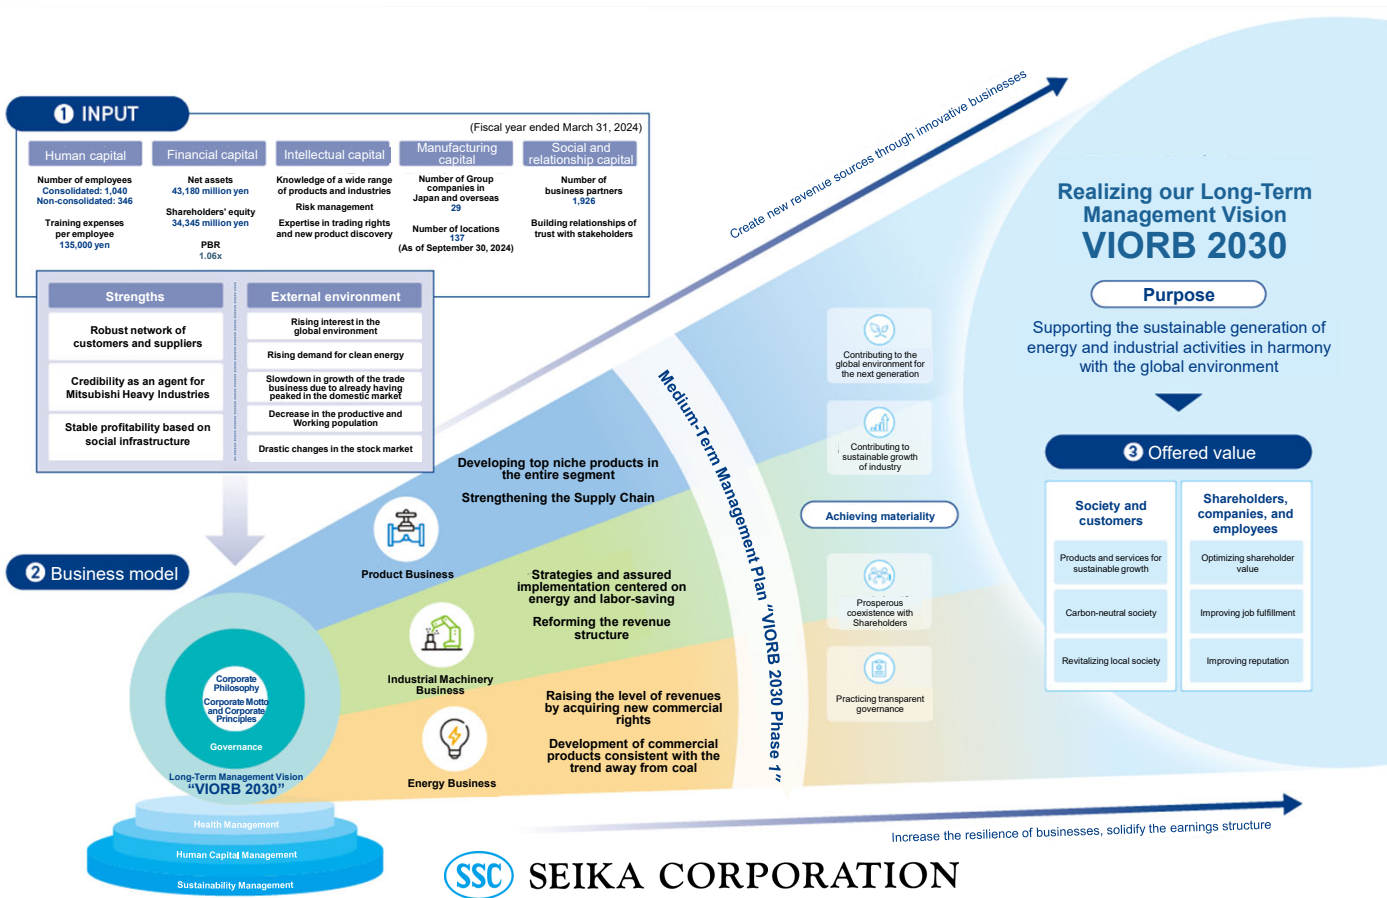 1 INPUT
(Fiscal year ended March 31, 2024)
Human capital
Number of employees
Consolidated: 1,040
Non-consolidated: 346
Training expenses
per employee
135,000 yen
Financial capital
Net assets
43,180 million yen
Shareholders' equity
34,345 million yen
PBR
1.06x
Intellectual capital
Knowledge of a wide range
of products and industries
Risk management
Expertise in trading rights
and new product discovery
Manufacturing
capital
Number of Group
companies in
Japan and overseas
29
Number of locations
137
(As of September 30, 2024)
Social and
relationship capital
Number of
business partners
1,926
Building relationships of
trust with stakeholders
Strengths
Robust network of
customers and suppliers
Credibility as an agent for
Mitsubishi Heavy Industries
Stable profitability based on
social infrastructure
External environment
Rising interest in the
global environment
Rising demand for clean energy
Slowdown in growth of the trade
business due to already having
peaked in the domestic market
Decrease in the productive and
Working population
Drastic changes in the stock market
2 Business model
Corporate
Philosophy
Corporate Motto
and Corporate
Principles
Governance
Long-Term Management Vision
“VIORB 2030”
Health Management
Human Capital Management
Sustainability Management
Product Business
Developing top niche products in
the entire segment
Strengthening the Supply Chain
Industrial Machinery
Business
Strategies and assured
implementation centered on
energy and labor-saving
Reforming the revenue
structure
Energy Business
Raising the level of revenues
by acquiring new commercial
rights
Development of commercial
products consistent with the
trend away from coal
Medium-Term Management Plan “VIORB 2030 Phase 1”
Create new revenue sources through innovative businesses
Increase the resilience of businesses, solidify the earnings structure
Contributing to the
global environment for
the next generation
Contributing to
sustainable growth
of industry
Achieving materiality
Prosperous
coexistence with
Shareholders
Practicing transparent
governance
Realizing our Long-Term
Management Vision
VIORB 2030
Purpose
Supporting the sustainable generation of
energy and industrial activities in harmony
with the global environment
3 Offered value
Society and
customers
Products and services for
sustainable growth
Carbon-neutral society
Revitalizing local society
Shareholders,
companies, and
employees
Optimizing shareholder
value
Improving job fulfillment
Improving reputation
SSC SEIKA CORPORATION